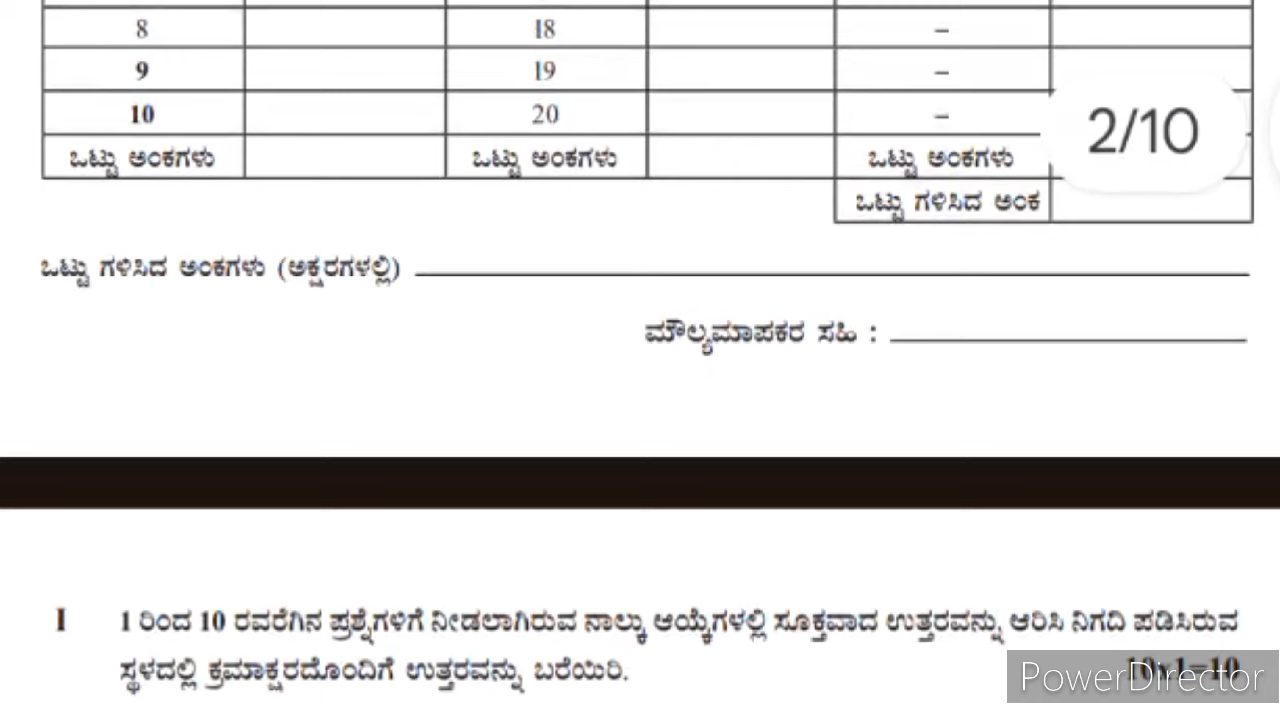 8 18 –
9 19 –
10 20 –
2/10
ಒಟ್ಟು ಅಂಕಗಳು ಒಟ್ಟು ಅಂಕಗಳು ಒಟ್ಟು ಅಂಕಗಳು
ಒಟ್ಟು ಗಳಿಸಿದ ಅಂಕ
ಒಟ್ಟು ಗಳಿಸಿದ ಅಂಕಗಳು (ಅಕ್ಷರಗಳಲ್ಲಿ)
ಮೌಲ್ಯಮಾಪಕರ ಸಹಿ :
I 1 ರಿಂದ 10 ರವರೆಗಿನ ಪ್ರಶ್ನೆಗಳಿಗೆ ನೀಡಲಾಗಿರುವ ನಾಲ್ಕು ಆಯ್ಕೆಗಳಲ್ಲಿ ಸೂಕ್ತವಾದ ಉತ್ತರವನ್ನು ಆರಿಸಿ ನಿಗದಿ ಪಡಿಸಿರುವ
ಸ್ಥಳದಲ್ಲಿ ಕ್ರಮಾಕ್ಷರದೊಂದಿಗೆ ಉತ್ತರವನ್ನು ಬರೆಯಿರಿ. 10x1=10
PowerDirector